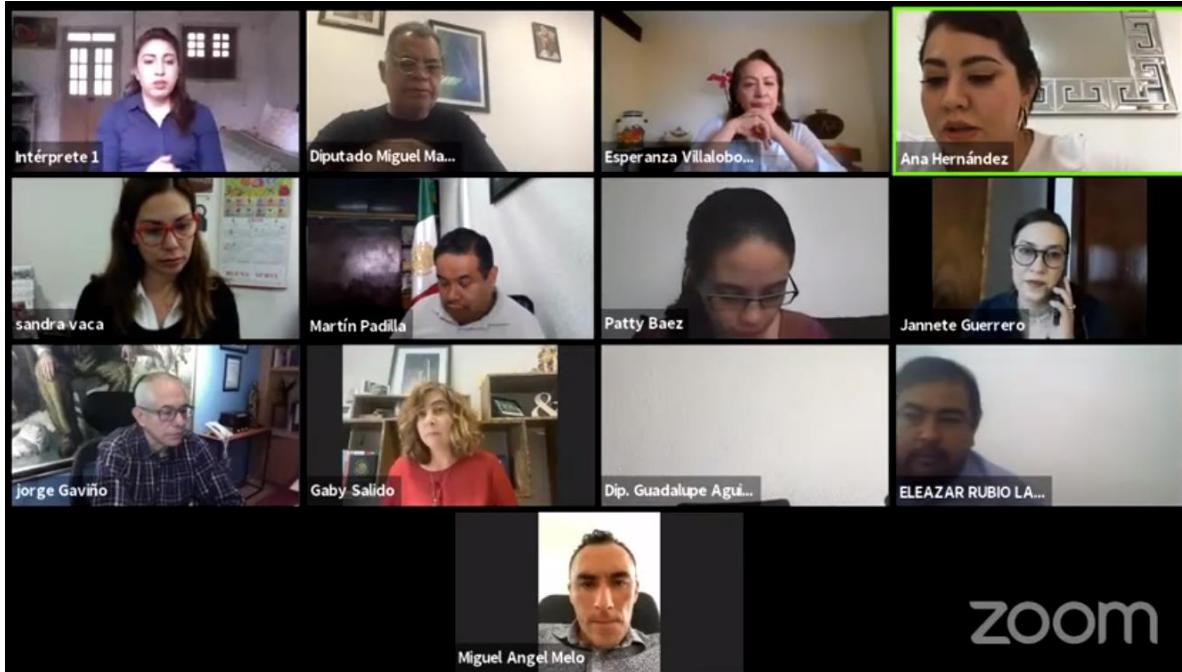 Intérprete 1
Diputado Miguel Ma...
Esperanza Villalobo...
Ana Hernández
sandra vaca
Martín Padilla
Patty Baez
Jannete Guerrero
jorge Gaviño
Gaby Salido
Dip. Guadalupe Agui...
ELEAZAR RUBIO LA...
Miguel Angel Melo
zoom